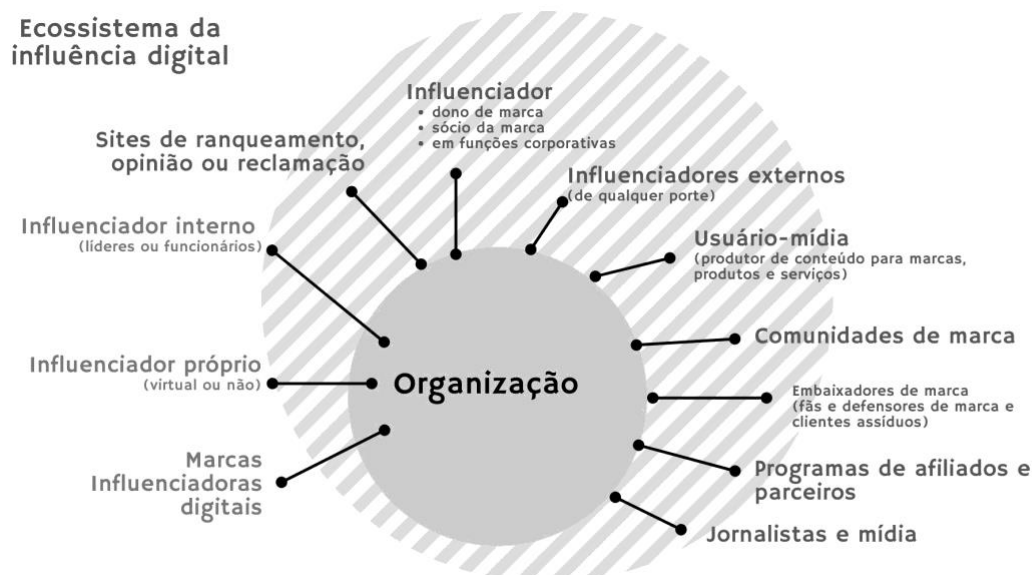 Ecossistema da
influência digital
Influenciador
• dono de marca
• sócio da marca
• em funções corporativas
Sites de ranqueamento,
opinião ou reclamação
Influenciadores externos
(de qualquer porte)
Influenciador interno
(líderes ou funcionários)
Usuário-mídia
(produtor de conteúdo para marcas,
produtos e serviços)
Comunidades de marca
Influenciador próprio
(virtual ou não)
Organização
Embaixadores de marca
(fãs e defensores de marca e
clientes assíduos)
Marcas
Influenciadoras
digitais
Programas de afiliados e
parceiros
Jornalistas e mídia